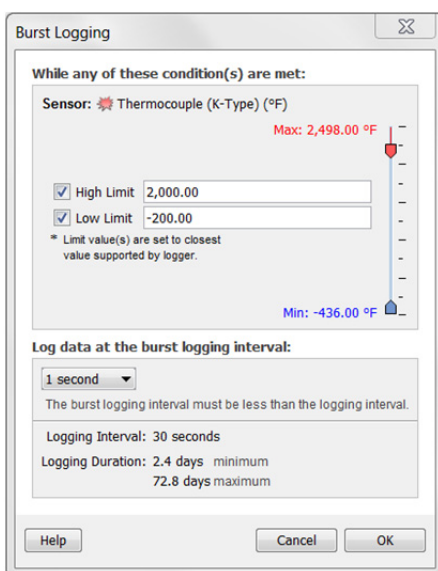 Burst Logging
While any of these condition(s) are met:
Sensor: Thermocouple (K-Type) (°F)
Max: 2,498.00 °F
High Limit 2,000.00
Low Limit -200.00
* Limit value(s) are set to closest
value supported by logger.
Min: -436.00 °F
Log data at the burst logging interval:
1 second
The burst logging interval must be less than the logging interval.
Logging Interval: 30 seconds
Logging Duration: 2.4 days minimum
72.8 days maximum
Help Cancel OK